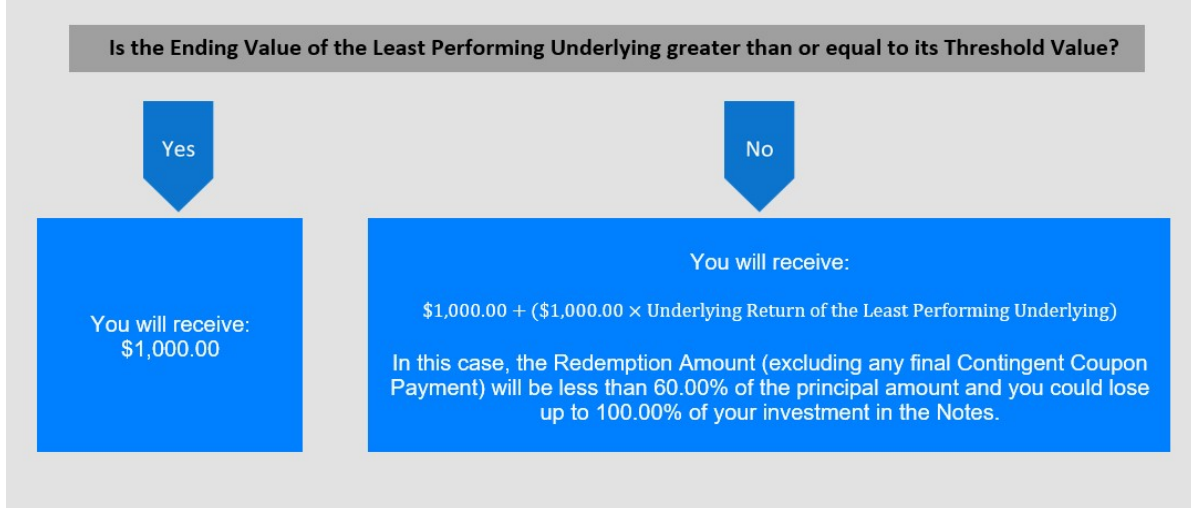 Is the Ending Value of the Least Performing Underlying greater than or equal to its Threshold Value?
Yes
No
You will receive:
$1,000.00
You will receive:
$1,000.00 + ($1,000.00 × Underlying Return of the Least Performing Underlying)
In this case, the Redemption Amount (excluding any final Contingent Coupon
Payment) will be less than 60.00% of the principal amount and you could lose
up to 100.00% of your investment in the Notes.